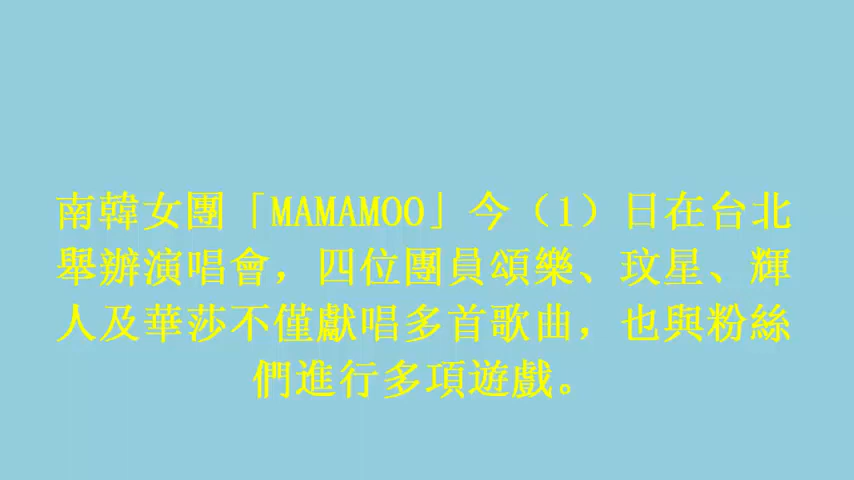 南韓女團「MAMAMOO」今（1）日在台北
舉辦演唱會，四位團員頌樂、玟星、輝
人及華莎不僅獻唱多首歌曲，也與粉絲
們進行多項遊戲。